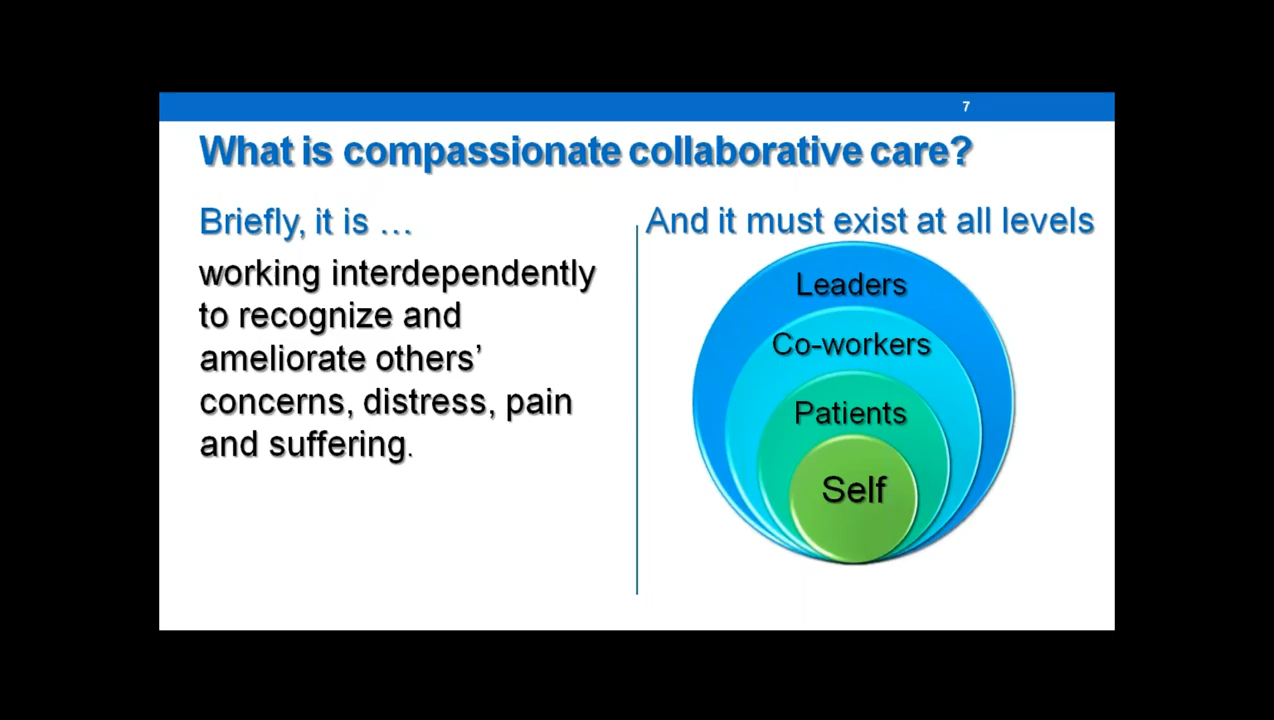 7
What is compassionate collaborative care?
Briefly, it is …
working interdependently
to recognize and
ameliorate others’
concerns, distress, pain
and suffering.
And it must exist at all levels
Leaders
Co-workers
Patients
Self